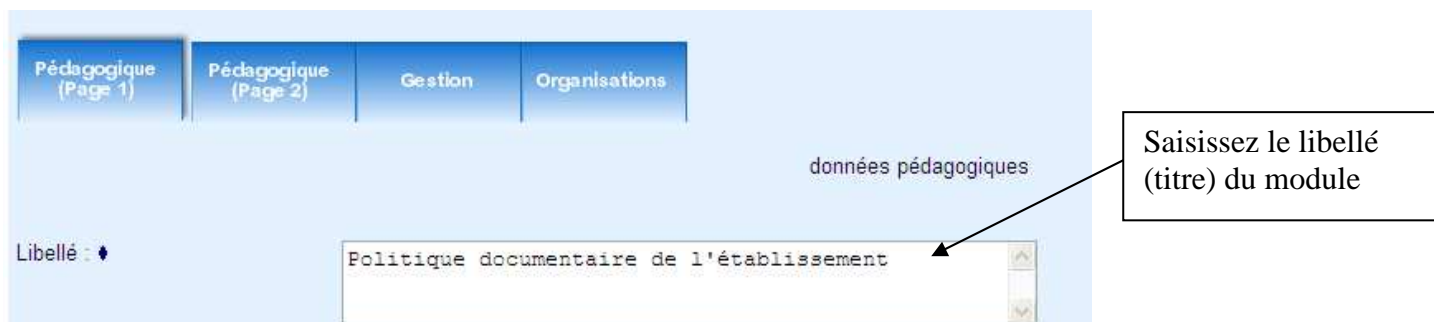 Pédagogique
(Page 1)
Pédagogique
(Page 2)
Gestion
Organisations
données pédagogiques
Saisissez le libellé
(titre) du module
Libellé :
Politique documentaire de l'établissement